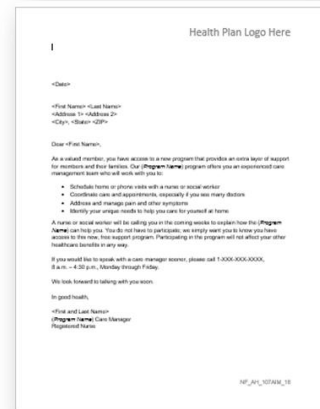 Health Plan Logo Here
<Date>
<First Name> <Last Name>
<Address 1> <Address 2>
<City>, <State> <ZIP>
Dear <First Name>,
As a valued member, you have access to a new program that provides an extra layer of support
for members and their families. Our (Program Name) program offers you an experienced care
management team who will work with you to:
• Schedule home or phone visits with a nurse or social worker
• Coordinate care and appointments, especially if you see many doctors
• Address and manage pain and other symptoms
• Identify your unique needs to help you care for yourself at home
A nurse or social worker will be calling you in the coming weeks to explain how the (Program
Name) can help you. You do not have to participate; we simply want you to know you have
access to this new, free support program. Participating in the program will not affect your other
healthcare benefits in any way.
If you would like to speak with a care manager sooner, please call 1-XXX-XXX-XXXX,
8 a.m. – 4:30 p.m., Monday through Friday.
We look forward to talking with you soon.
In good health,
<First and Last Name>
(Program Name) Care Manager
Registered Nurse